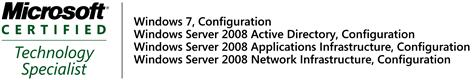 Microsoft
CERTIFIED
Technology
Specialist
Windows 7, Configuration
Windows Server 2008 Active Directory, Configuration
Windows Server 2008 Applications Infrastructure, Configuration
Windows Server 2008 Network Infrastructure, Configuration